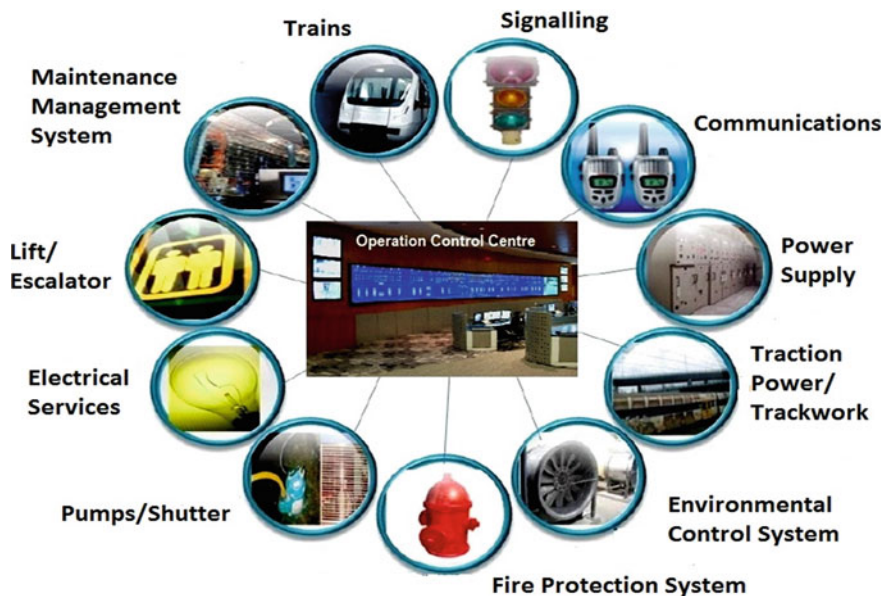 Trains
Signalling
Maintenance
Management
System
Communications
Operation Control Centre
Lift/
Escalator
Power
Supply
Electrical
Services
Traction
Power/
Trackwork
Pumps/Shutter
Environmental
Control System
Fire Protection System